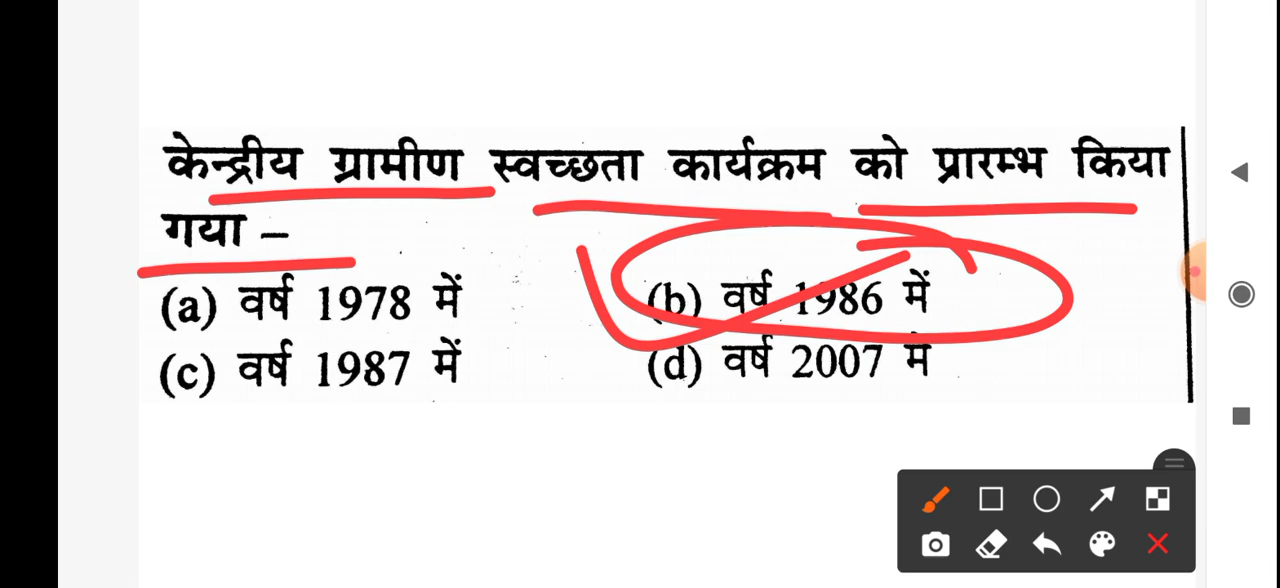 केन्द्रीय ग्रामीण स्वच्छता कार्यक्रम को प्रारम्भ किया
गया –
(a) वर्ष 1978 में (b) वर्ष 1986 में
(c) वर्ष 1987 में (d) वर्ष 2007 में